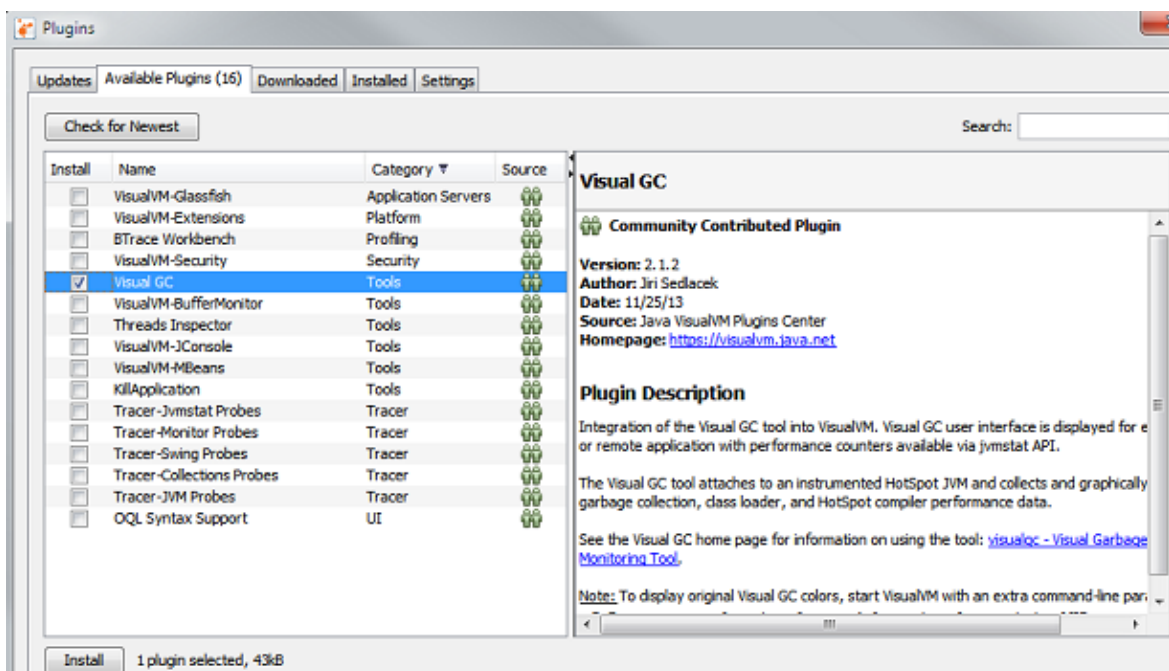 Plugins
Updates Available Plugins (16) Downloaded Installed Settings
Check for Newest Search:
Install Name Category Source
VisualVM-Glassfish Application Servers
VisualVM-Extensions Platform
BTrace Workbench Profiling
VisualVM-Security Security
Visual GC Tools
VisualVM-BufferMonitor Tools
Threads Inspector Tools
VisualVM-JConsole Tools
VisualVM-MBeans Tools
KillApplication Tools
Tracer-Jvmstat Probes Tracer
Tracer-Monitor Probes Tracer
Tracer-Swing Probes Tracer
Tracer-Collections Probes Tracer
Tracer-JVM Probes Tracer
OQL Syntax Support UI
Visual GC
Community Contributed Plugin
Version: 2.1.2
Author: Jiri Sedlacek
Date: 11/25/13
Source: Java VisualVM Plugins Center
Homepage: https://visualvm.java.net
Plugin Description
Integration of the Visual GC tool into VisualVM. Visual GC user interface is displayed for e
or remote application with performance counters available via jvmstat API.
The Visual GC tool attaches to an instrumented HotSpot JVM and collects and graphically
garbage collection, class loader, and HotSpot compiler performance data.
See the Visual GC home page for information on using the tool: visualgc - Visual Garbage
Monitoring Tool.
Note: To display original Visual GC colors, start VisualVM with an extra command-line par
Install 1 plugin selected, 43kB